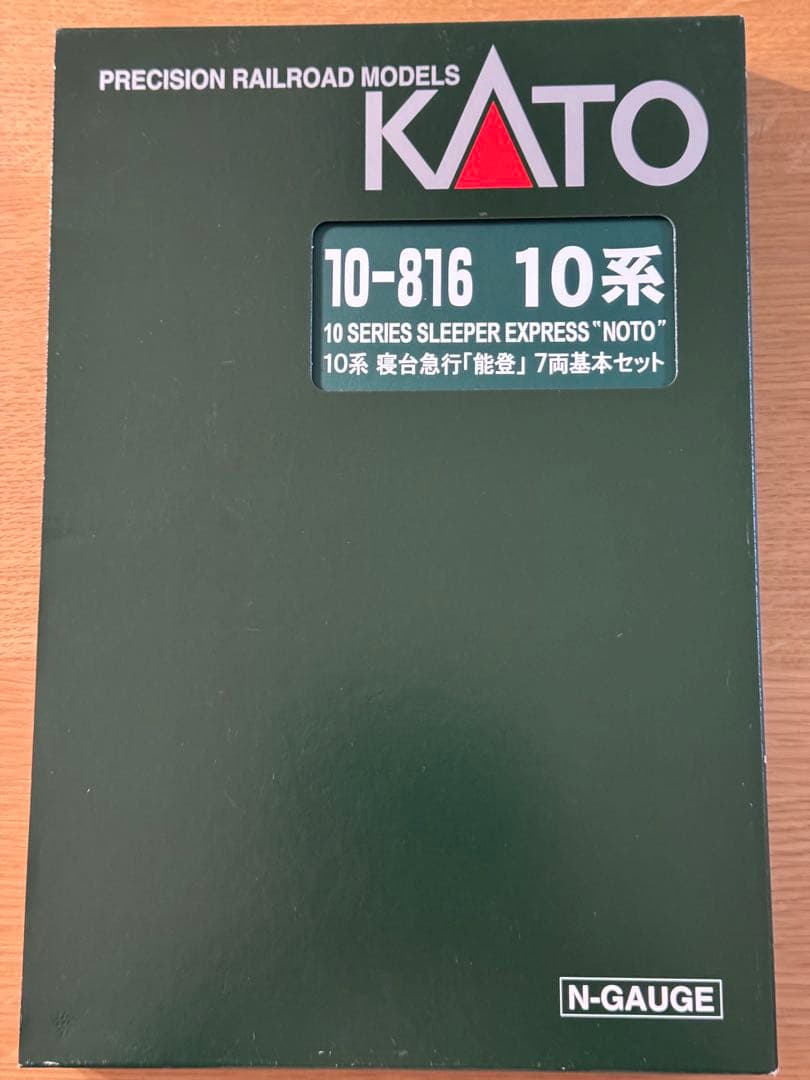 PRECISION RAILROAD MODELS
KATO
10-816 10系
10 SERIES SLEEPER EXPRESS "NOTO"
10系 寝台急行「能登」 7両基本セット
N-GAUGE